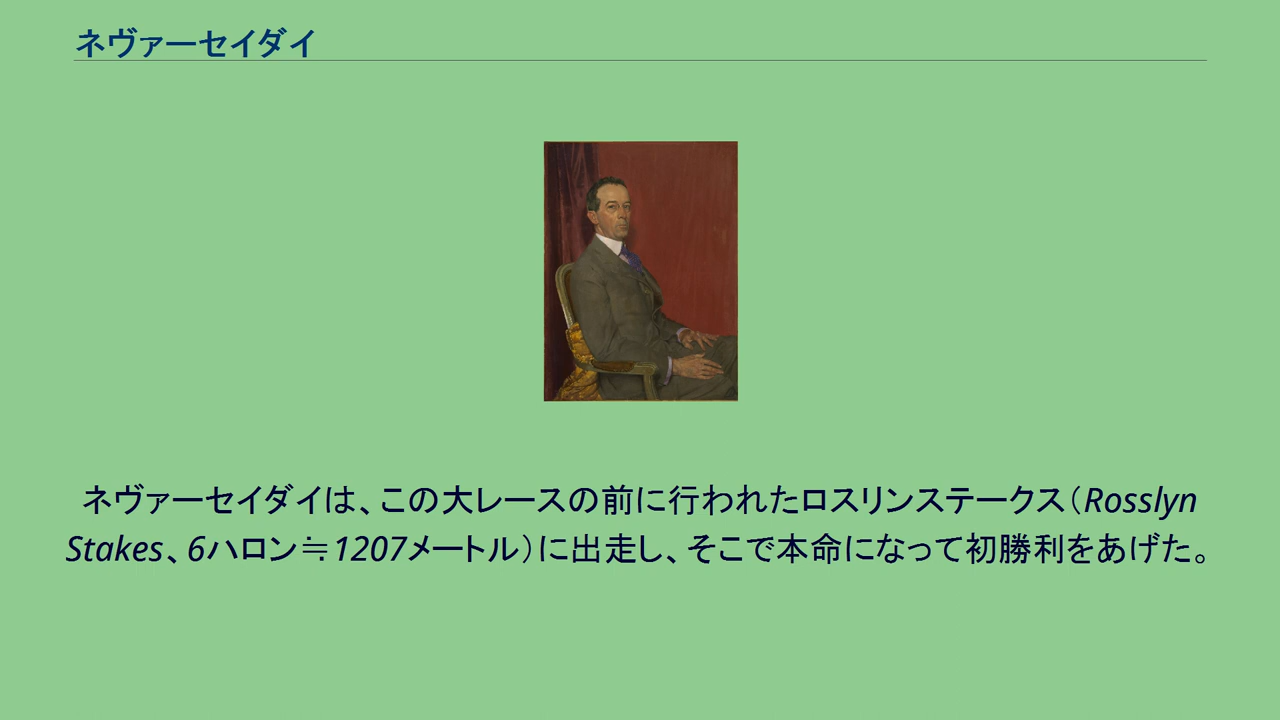 ネヴァーセイダイ
ネヴァーセイダイは、この大レースの前に行われたロスリンステークス（Rosslyn
Stakes、6ハロン≒1207メートル）に出走し、そこで本命になって初勝利をあげた。